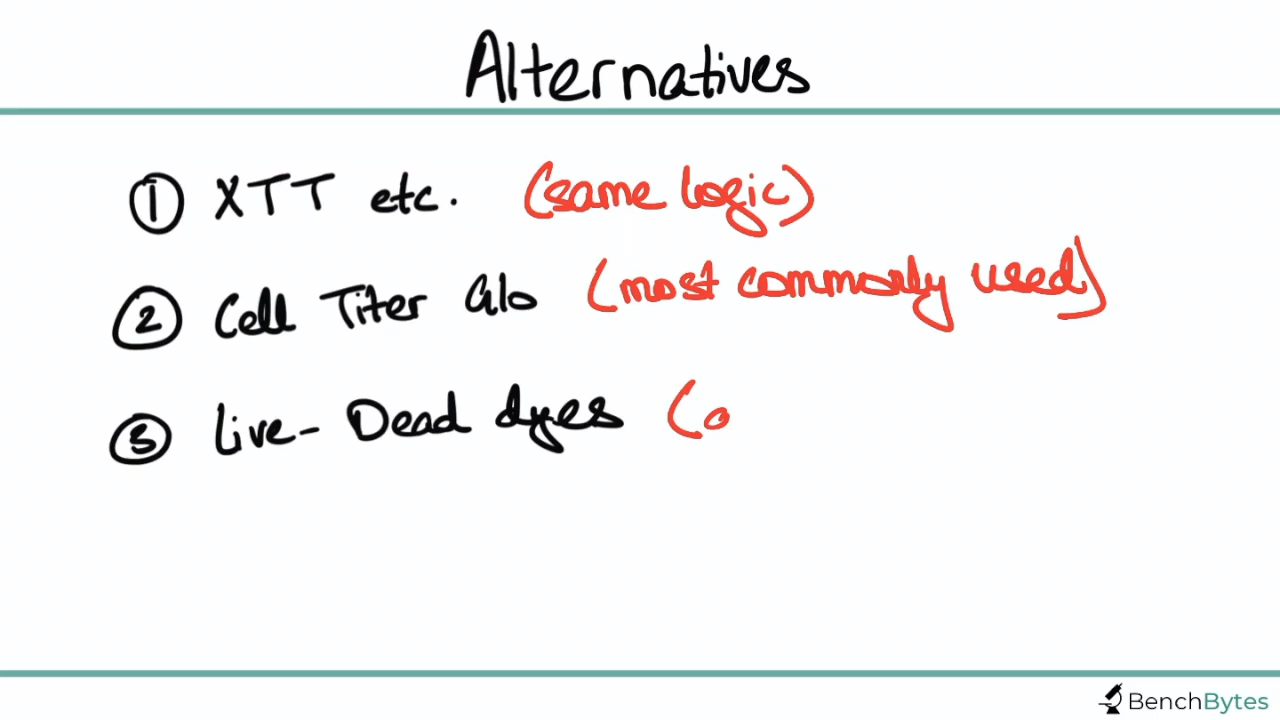 Alternatives
① XTT etc. (same logic)
② Cell Titer Glo (most commonly used)
③ Live-Dead dyes (o
BenchBytes